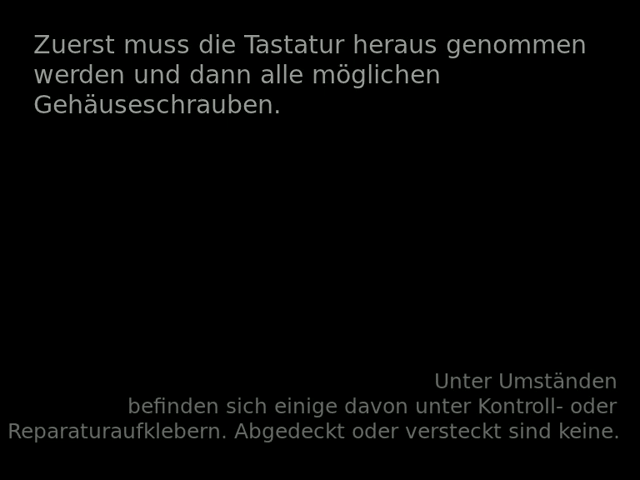 Zuerst muss die Tastatur heraus genommen
werden und dann alle möglichen
Gehäuseschrauben.
Unter Umständen
befinden sich einige davon unter Kontroll- oder
Reparaturaufklebern. Abgedeckt oder versteckt sind keine.